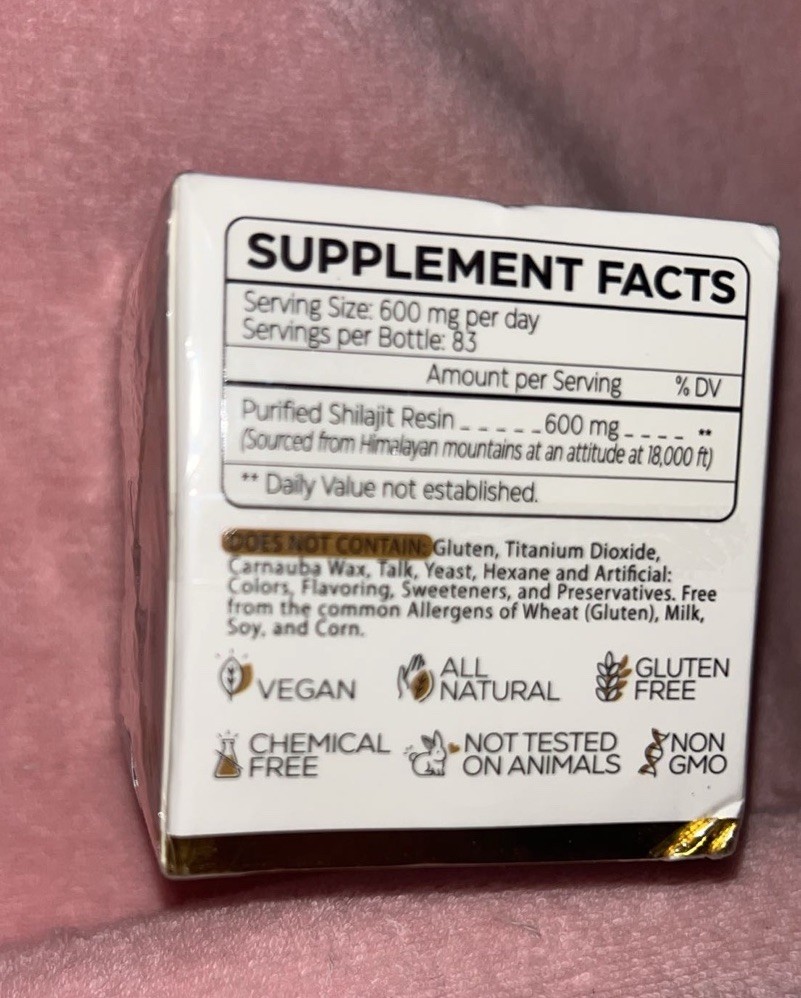 SUPPLEMENT FACTS
Serving Size: 600 mg per day
Servings per Bottle: 83
Amount per Serving % DV
Purified Shilajit Resin _ _ _ _ _ 600 mg _ _ _ _ **
(Sourced from Himalayan mountains at an attitude at 18,000 ft)
** Daily Value not established.
DOES NOT CONTAIN: Gluten, Titanium Dioxide,
Carnauba Wax, Talk, Yeast, Hexane and Artificial:
Colors, Flavoring, Sweeteners, and Preservatives. Free
from the common Allergens of Wheat (Gluten), Milk,
Soy, and Corn.
VEGAN
ALL
NATURAL
GLUTEN
FREE
CHEMICAL
FREE
NOT TESTED
ON ANIMALS
NON
GMO